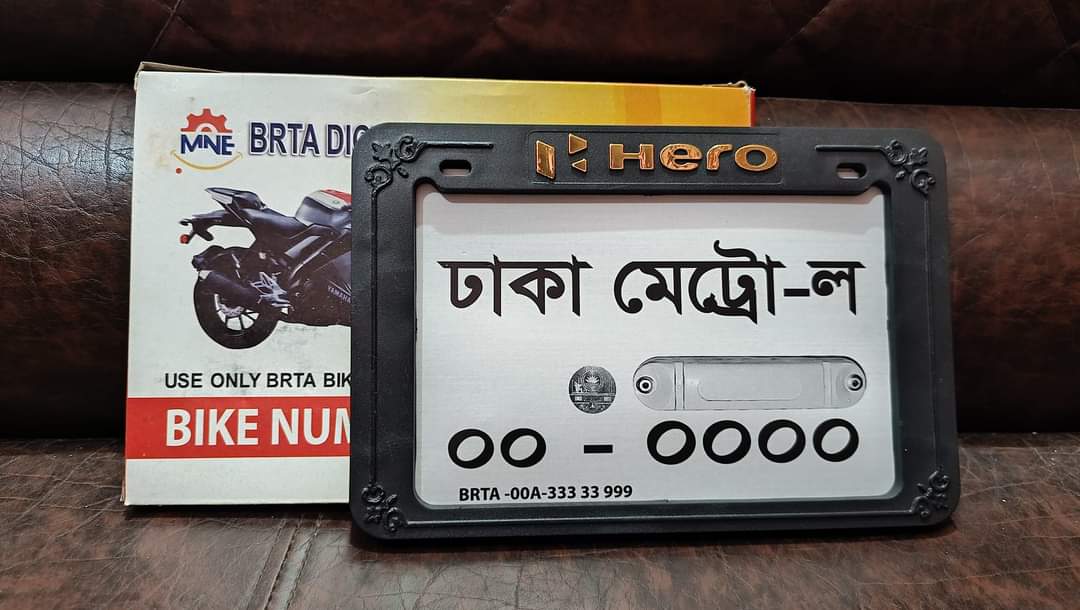 MNE BRTA DIG
USE ONLY BRTA BIK
BIKE NUM
Hero
ঢাকা মেট্রো-ল
০০ - ০০০০
BRTA -00A-333 33 999